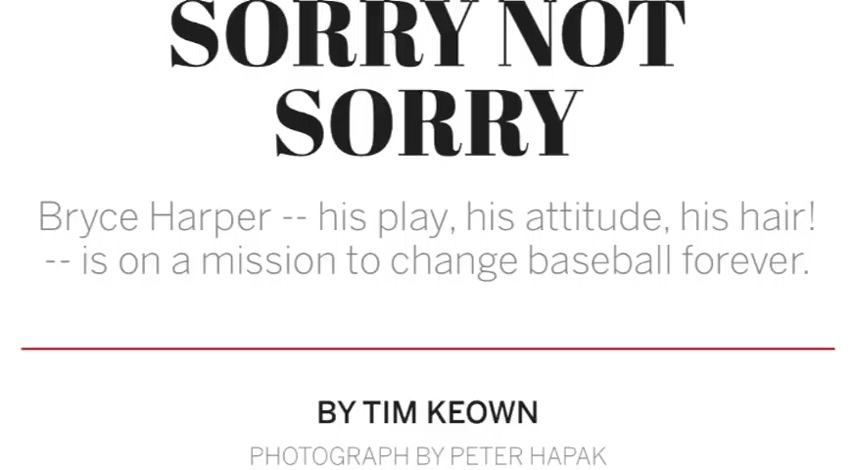 SORRY NOT
SORRY
Bryce Harper -- his play, his attitude, his hair!
-- is on a mission to change baseball forever.
BY TIM KEOWN
PHOTOGRAPH BY PETER HAPAK